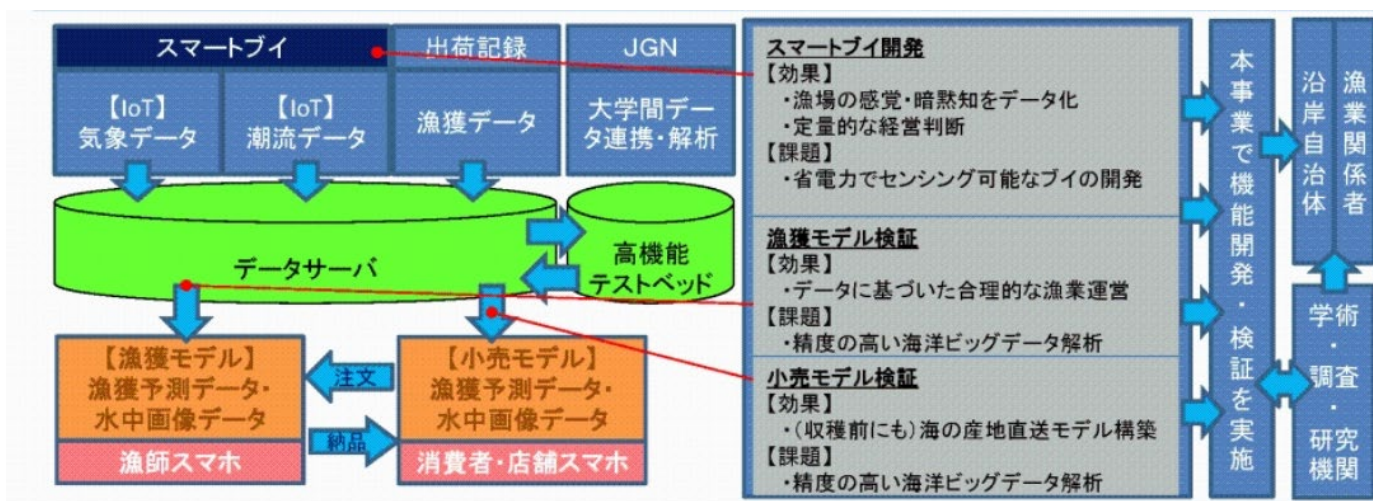 スマートブイ
出荷記録
JGN
【IoT】
気象データ
【IoT】
潮流データ
漁獲データ
大学間デー
タ連携・解析
データサーバ
高機能
テストベッド
【漁獲モデル】
漁獲予測データ・
水中画像データ
漁師スマホ
注文
納品
【小売モデル】
漁獲予測データ・
水中画像データ
消費者・店舗スマホ
スマートブイ開発
【効果】
・漁場の感覚・暗黙知をデータ化
・定量的な経営判断
【課題】
・省電力でセンシング可能なブイの開発
漁獲モデル検証
【効果】
・データに基づいた合理的な漁業運営
【課題】
・精度の高い海洋ビッグデータ解析
小売モデル検証
【効果】
・(収穫前にも)海の産地直送モデル構築
【課題】
・精度の高い海洋ビッグデータ解析
本事業で機能開発・検証を実施
沿岸自治体
漁業関係者
学術
・
調査
・
研究
機関